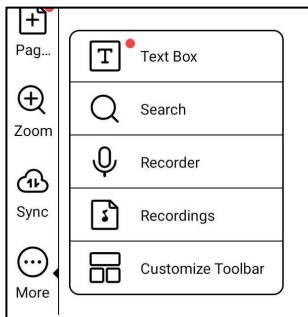 Pag...
Zoom
Sync
More
Text Box
Search
Recorder
Recordings
Customize Toolbar